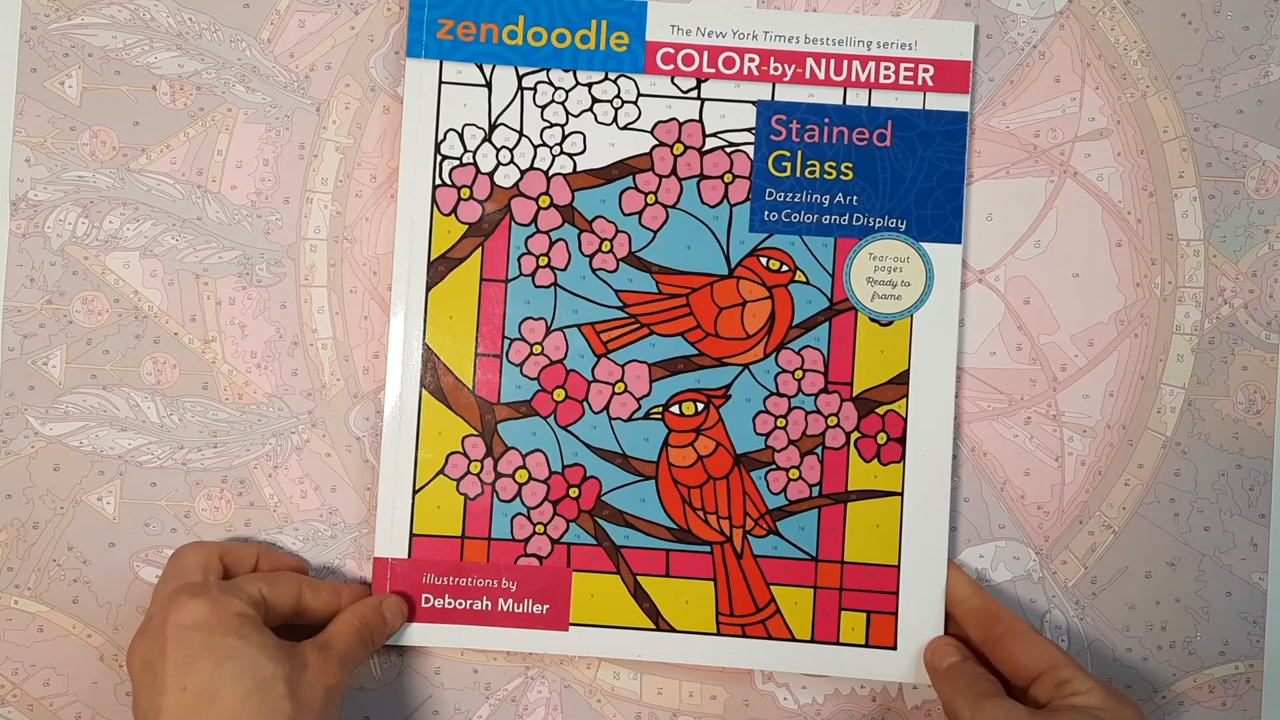 zendoodle
The New York Times bestselling series!
COLOR-by-NUMBER
Stained
Glass
Dazzling Art
to Color and Display
Tear-out
pages
Ready to
frame
illustrations by
Deborah Muller